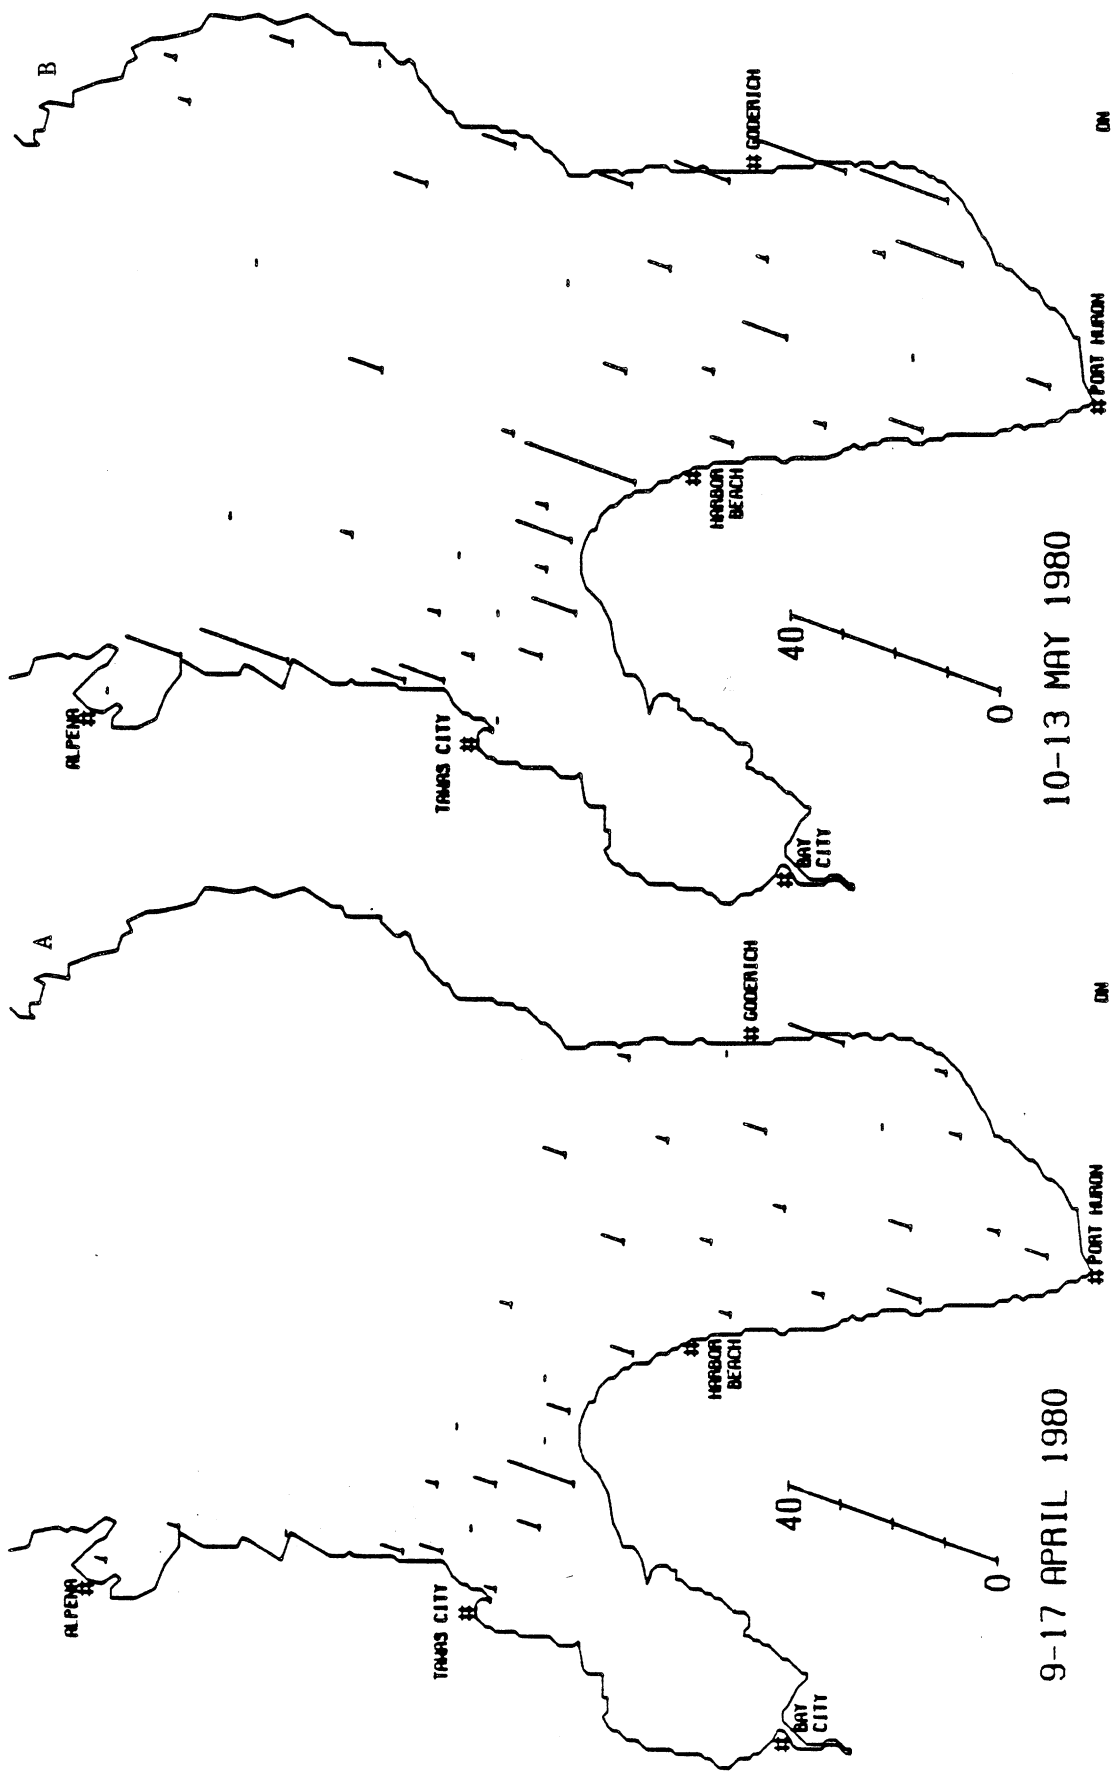 B
ALPENA
#
TAWAS CITY
#
# GODERICH
#
HARBOR
BEACH
# BAY
CITY
# PORT HURON
40
0
10-13 MAY 1980
ON
A
ALPENA
#
TAWAS CITY
#
# GODERICH
#
HARBOR
BEACH
# BAY
CITY
# PORT HURON
40
0
9-17 APRIL 1980
ON